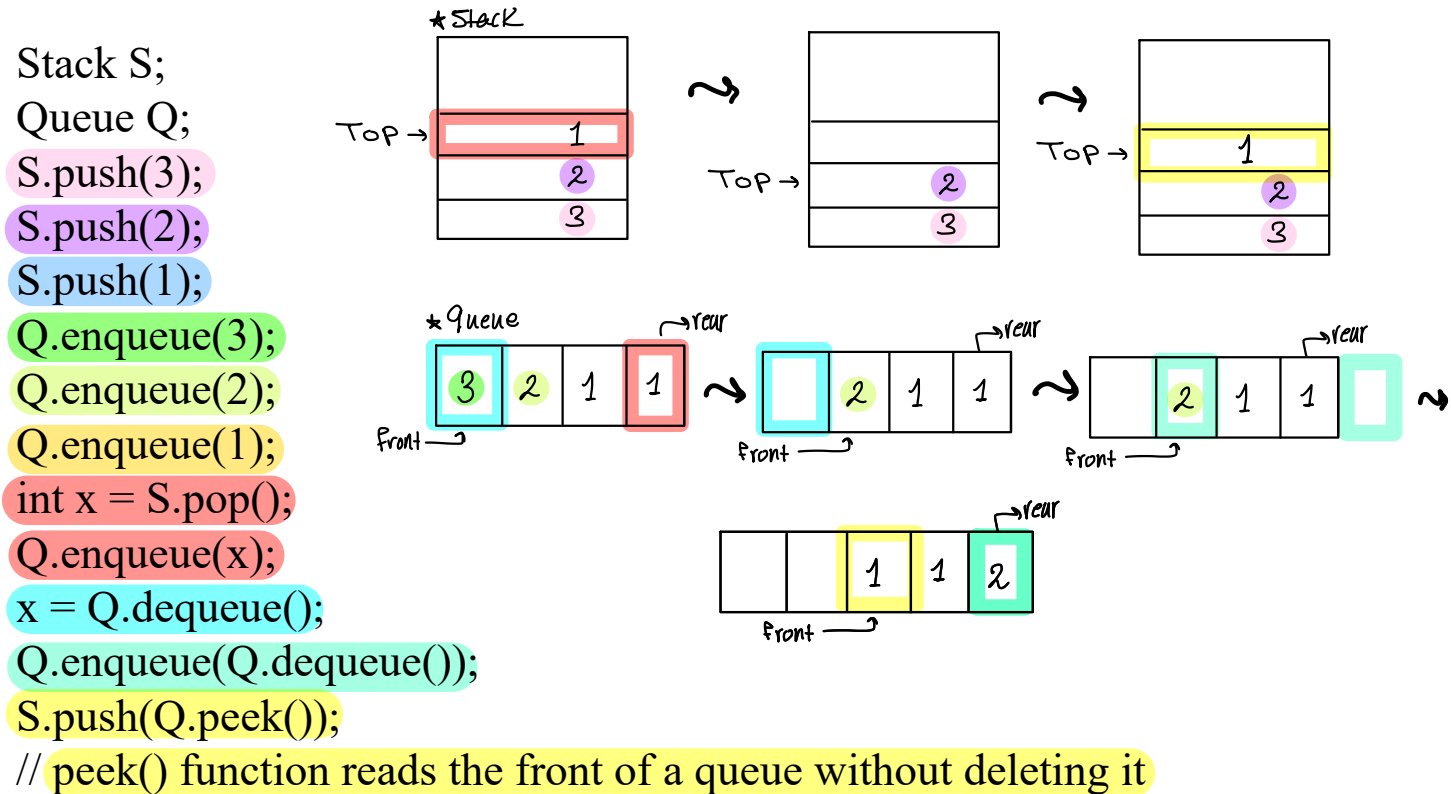 Stack S;
Queue Q;
S.push(3);
S.push(2);
S.push(1);
Q.enqueue(3);
Q.enqueue(2);
Q.enqueue(1);
int x = S.pop();
Q.enqueue(x);
x = Q.dequeue();
Q.enqueue(Q.dequeue());
S.push(Q.peek());
// peek() function reads the front of a queue without deleting it
★ Stack
Top → 1
2
3
Top → 2
3
Top → 1
2
3
★ Queue
rear
3 2 1 1
front
rear
2 1 1
front
rear
2 1 1
front
rear
1 1 2
front